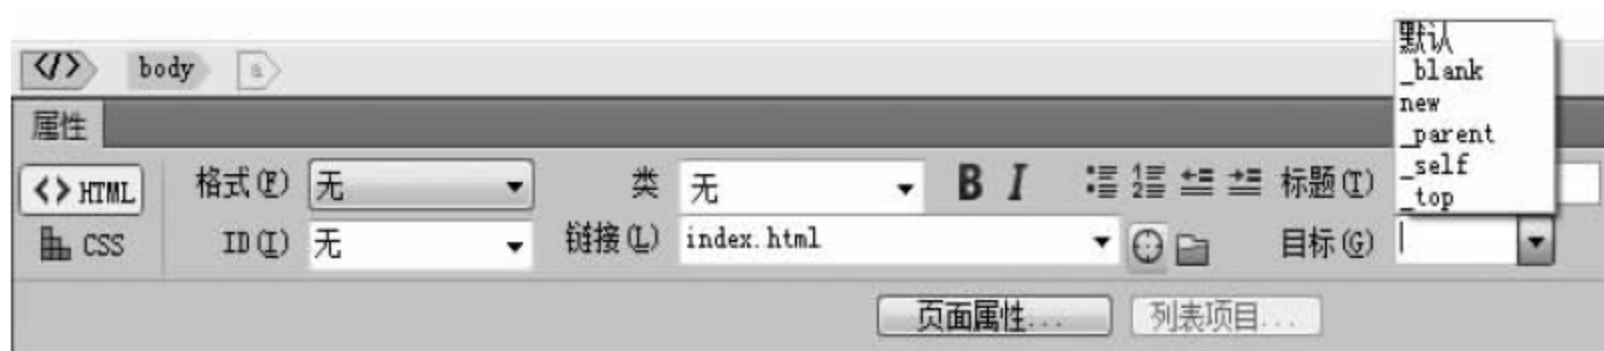 </> body a
属性
<> HTML 格式(F) 无 类 无 B I 标题(T)
CSS ID(I) 无 链接(L) index.html 目标(G)
默认
_blank
new
_parent
_self
_top
页面属性... 列表项目...